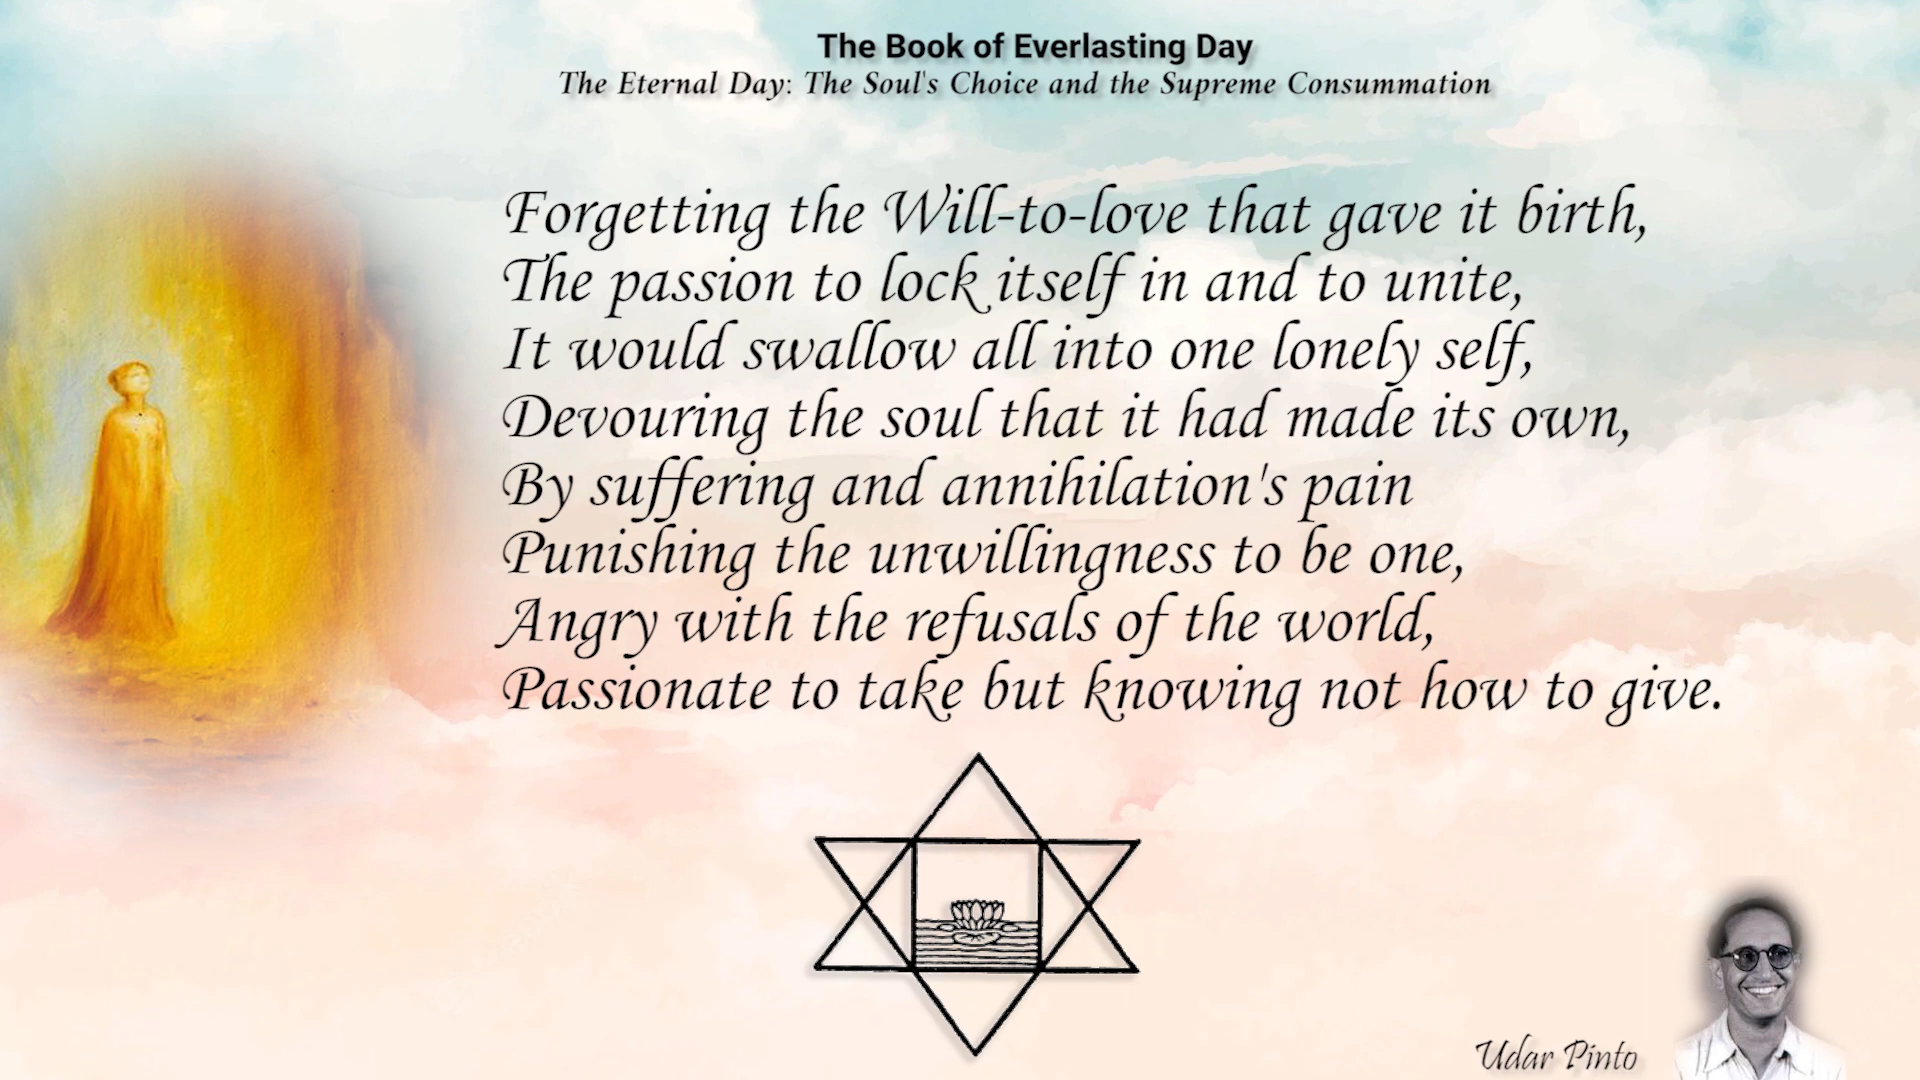 The Book of Everlasting Day
The Eternal Day: The Soul's Choice and the Supreme Consummation
Forgetting the Will-to-love that gave it birth,
The passion to lock itself in and to unite,
It would swallow all into one lonely self,
Devouring the soul that it had made its own,
By suffering and annihilation's pain
Punishing the unwillingness to be one,
Angry with the refusals of the world,
Passionate to take but knowing not how to give.
Udar Pinto